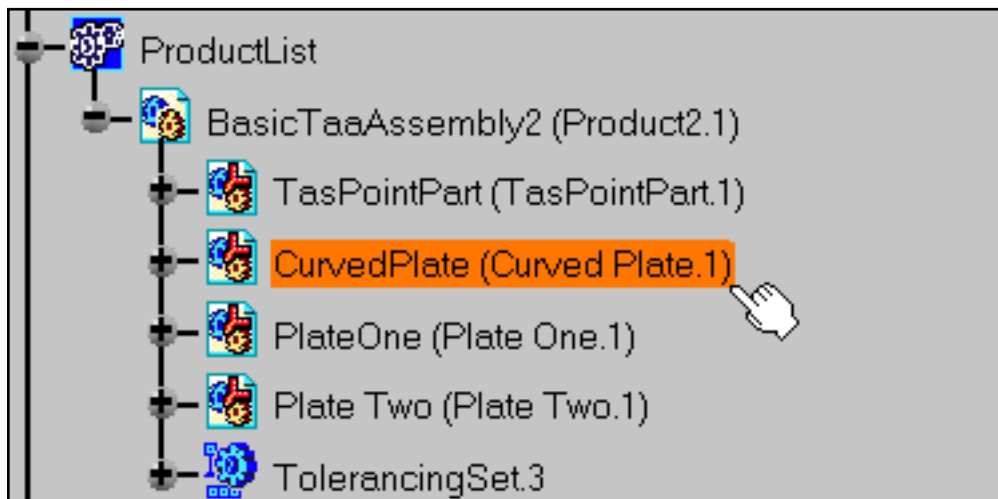 ProductList
BasicTaaAssembly2 (Product2.1)
TasPointPart (TasPointPart.1)
CurvedPlate (Curved Plate.1)
PlateOne (Plate One.1)
Plate Two (Plate Two.1)
TolerancingSet.3